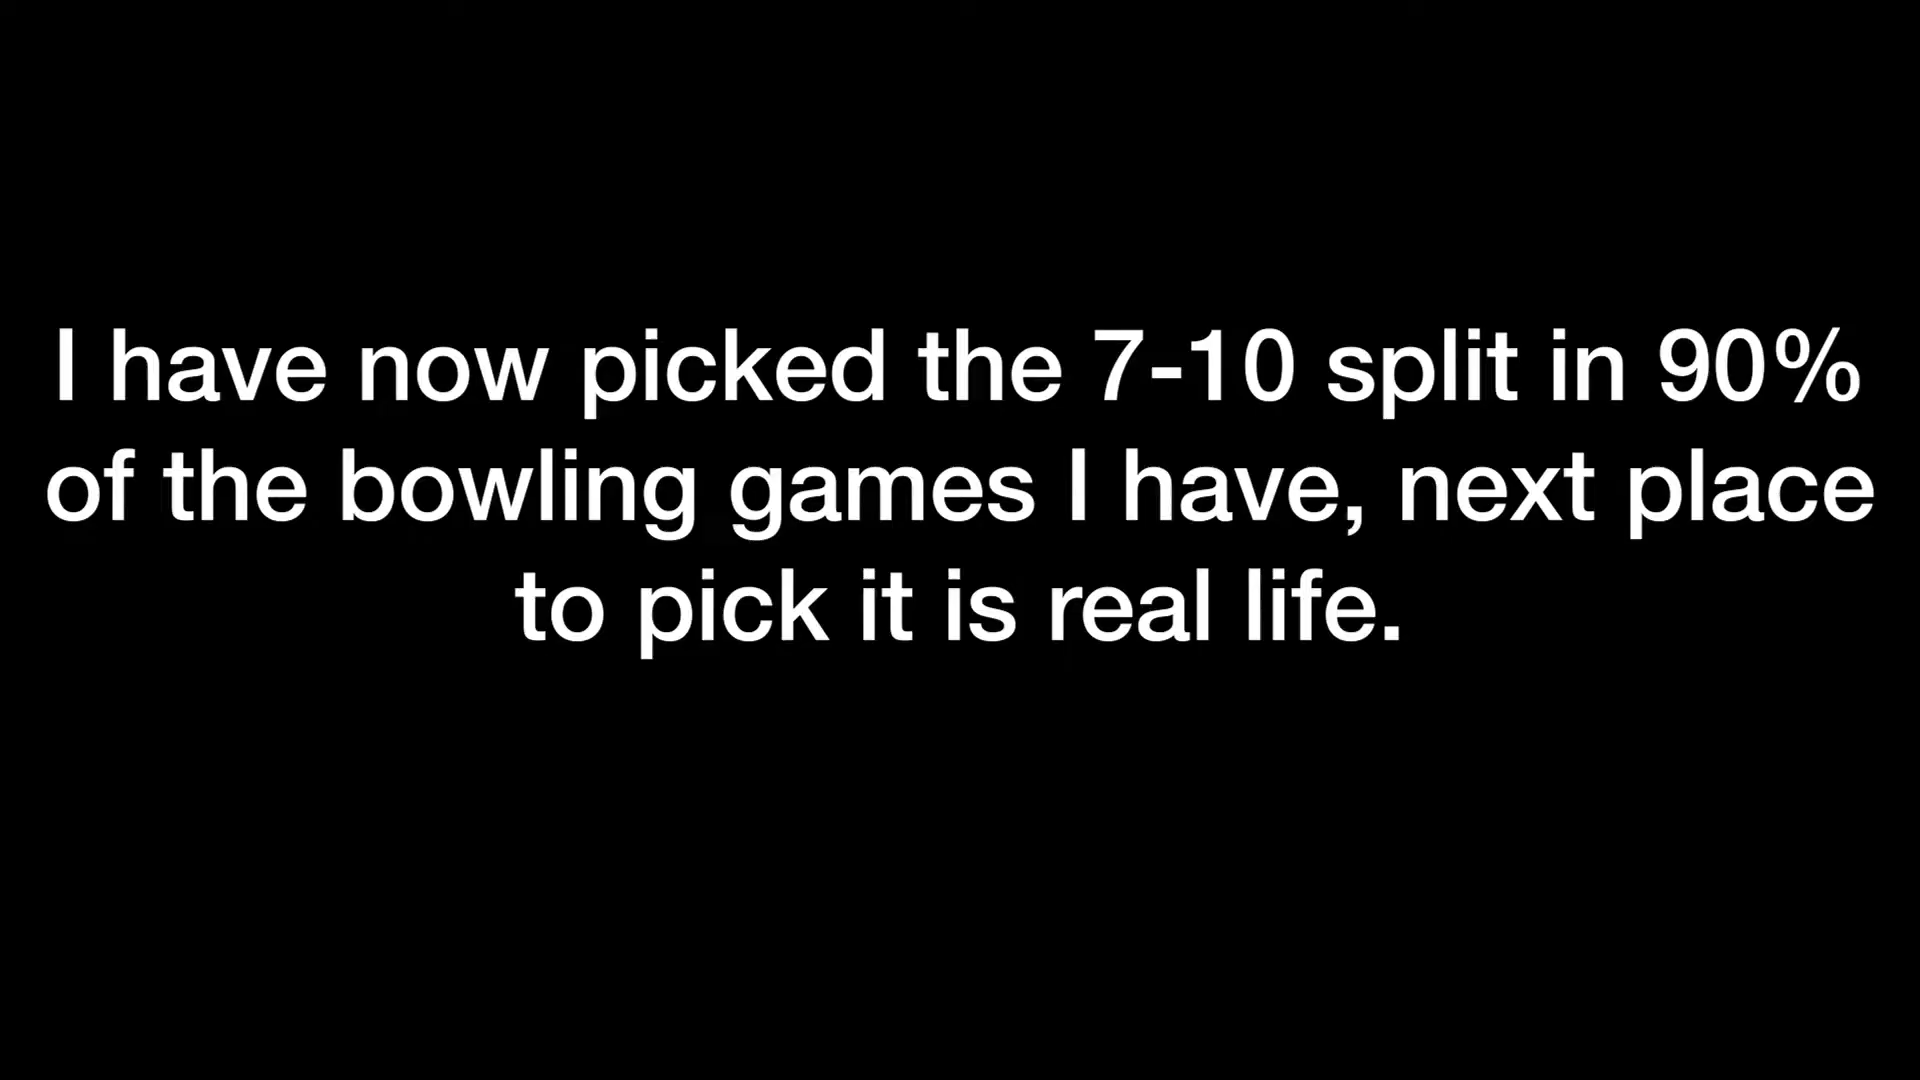 I have now picked the 7-10 split in 90%
of the bowling games I have, next place
to pick it is real life.